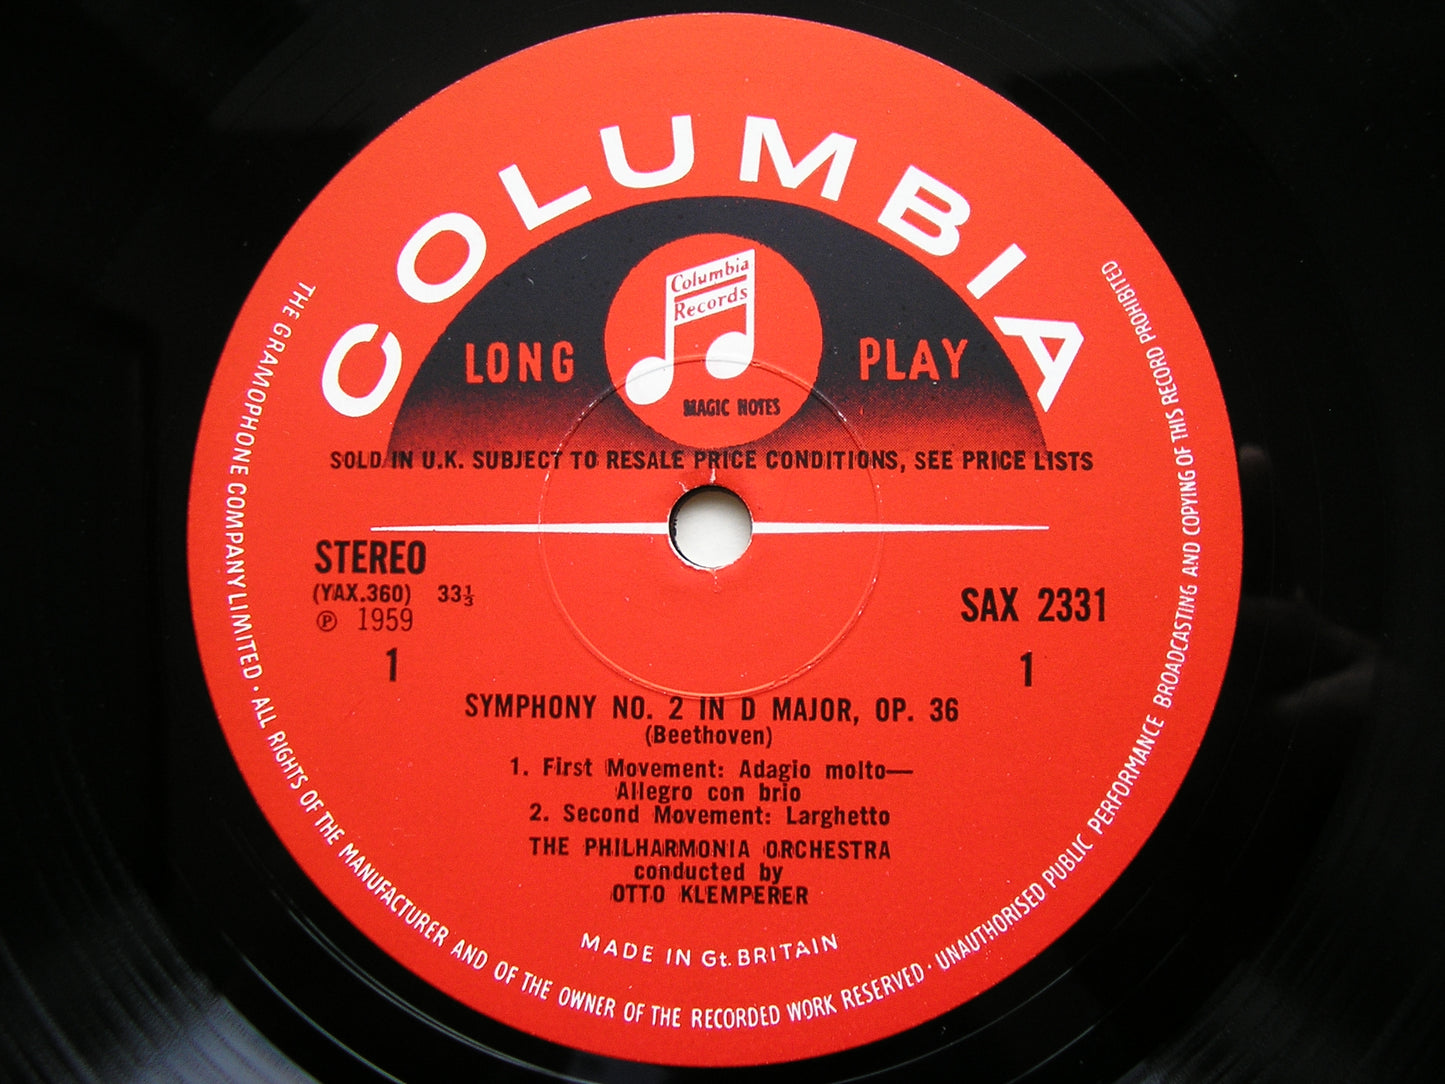 COLUMBIA
Columbia
Records
LONG PLAY
MAGIC NOTES
SOLD IN U.K. SUBJECT TO RESALE PRICE CONDITIONS, SEE PRICE LISTS
STEREO
(YAX.360) 33⅓
℗ 1959
SAX 2331
1 1
SYMPHONY NO. 2 IN D MAJOR, OP. 36
(Beethoven)
1. First Movement: Adagio molto—
Allegro con brio
2. Second Movement: Larghetto
THE PHILHARMONIA ORCHESTRA
conducted by
OTTO KLEMPERER
MADE IN Gt. BRITAIN
THE GRAMOPHONE COMPANY LIMITED · ALL RIGHTS OF THE MANUFACTURER AND OF THE OWNER OF THE RECORDED WORK RESERVED · UNAUTHORISED PUBLIC PERFORMANCE BROADCASTING AND COPYING OF THIS RECORD PROHIBITED